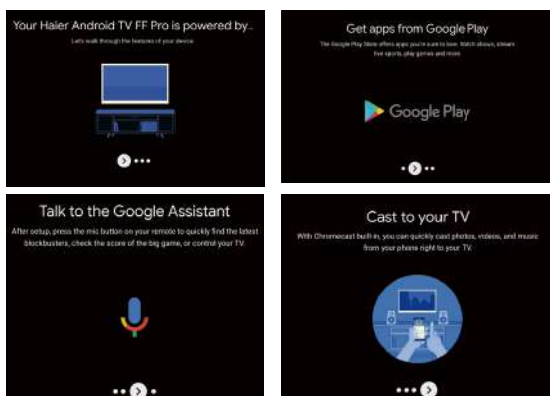 Your Haier Android TV FF Pro is powered by..
Let's walk through the features of your device
Get apps from Google Play
The Google Play Store offers apps you're sure to love. Watch shows, stream
live sports, play games and more.
Google Play
Talk to the Google Assistant
After setup, press the mic button on your remote to quickly find the latest
blockbusters, check the score of the big game, or control your TV.
Cast to your TV
With Chromecast built-in, you can quickly cast photos, videos, and music
from your phone right to your TV.